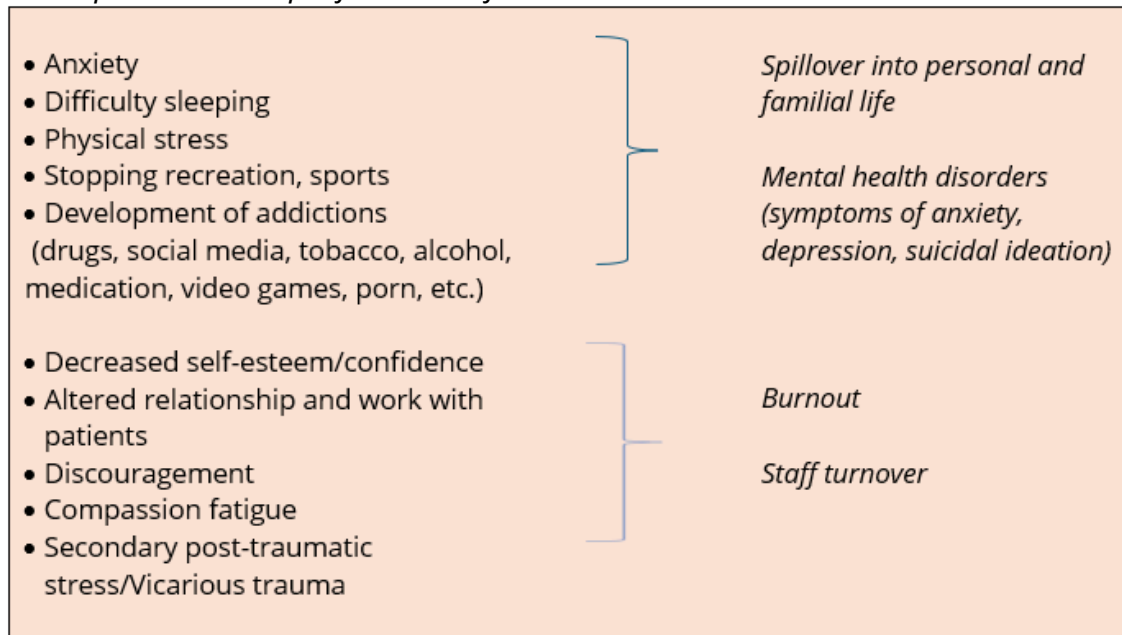 • Anxiety
• Difficulty sleeping
• Physical stress
• Stopping recreation, sports
• Development of addictions
(drugs, social media, tobacco, alcohol,
medication, video games, porn, etc.)
Spillover into personal and
familial life
Mental health disorders
(symptoms of anxiety,
depression, suicidal ideation)
• Decreased self-esteem/confidence
• Altered relationship and work with
patients
• Discouragement
• Compassion fatigue
• Secondary post-traumatic
stress/Vicarious trauma
Burnout
Staff turnover